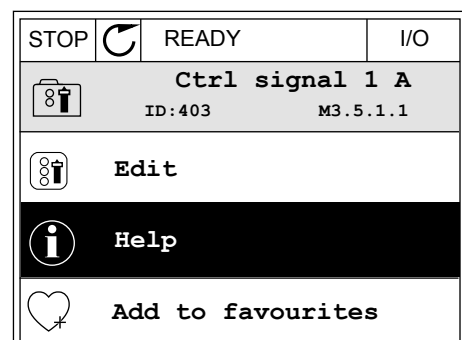 STOP READY I/O
Ctrl signal 1 A
ID:403 M3.5.1.1
Edit
Help
Add to favourites